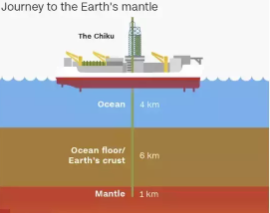 Journey to the Earth's mantle
The Chiku
Ocean 4 km
Ocean floor/
Earth's crust
6 km
Mantle 1 km